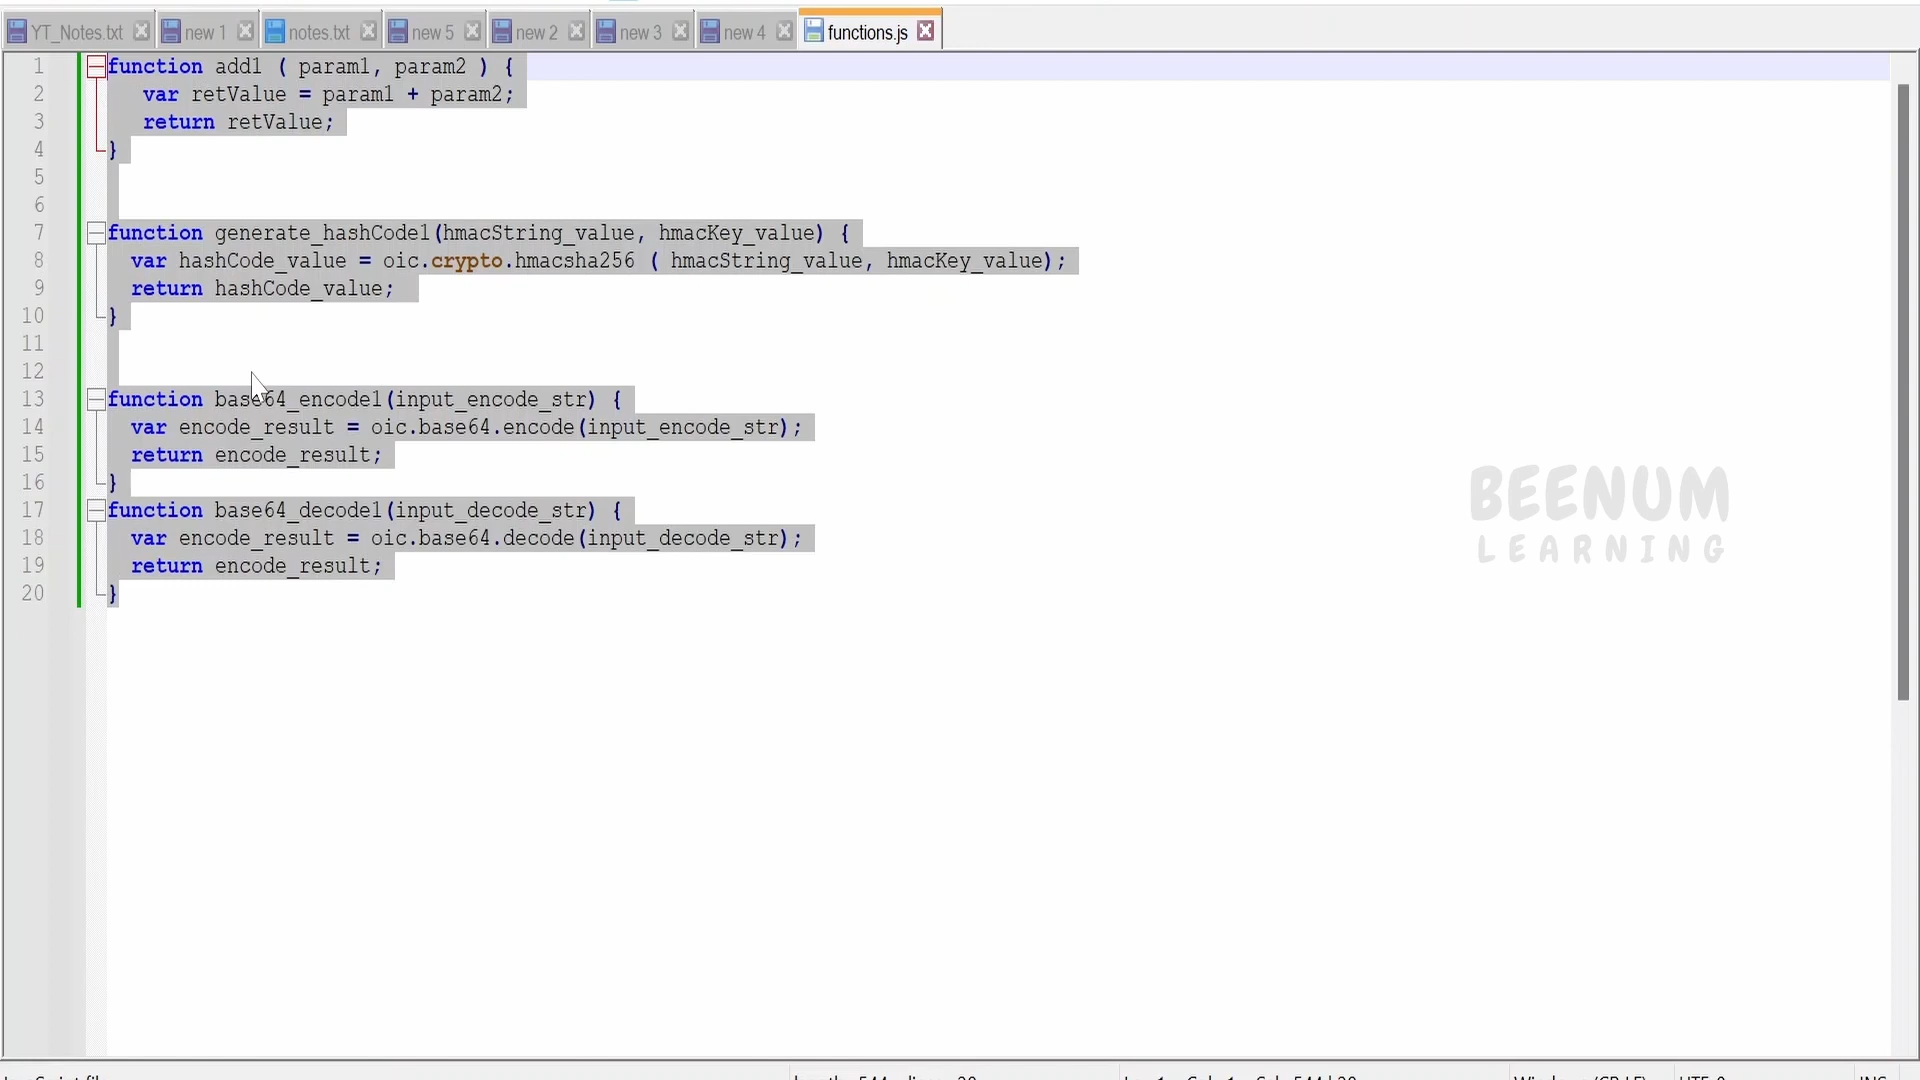 YT_Notes.txt new 1 notes.txt new 5 new 2 new 3 new 4 functions.js
1 function add1 ( param1, param2 ) {
2 var retValue = param1 + param2;
3 return retValue;
4 }
5
6
7 function generate_hashCode1(hmacString_value, hmacKey_value) {
8 var hashCode_value = oic.crypto.hmacsha256 ( hmacString_value, hmacKey_value);
9 return hashCode_value;
10 }
11
12
13 function base64_encode1(input_encode_str) {
14 var encode_result = oic.base64.encode(input_encode_str);
15 return encode_result;
16 }
17 function base64_decode1(input_decode_str) {
18 var encode_result = oic.base64.decode(input_decode_str);
19 return encode_result;
20 }
BEENUM
LEARNING